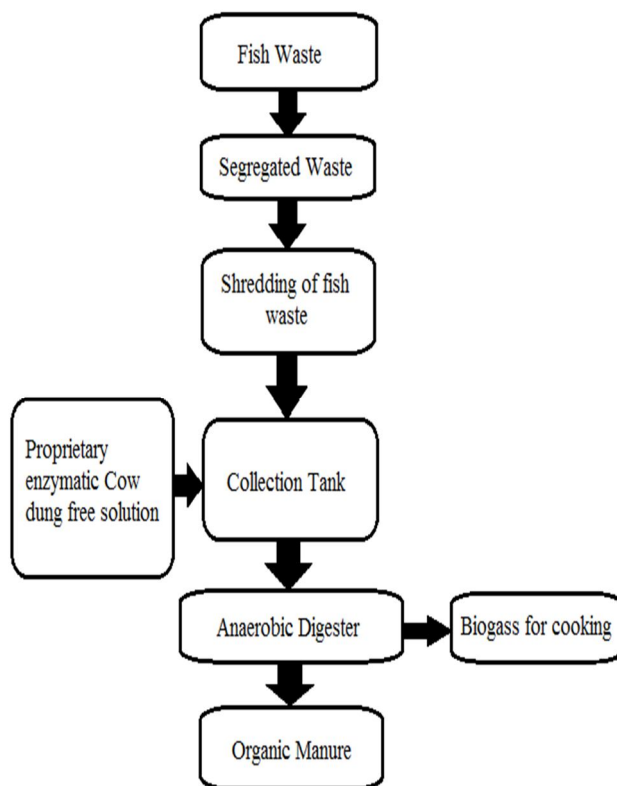 Fish Waste
Segregated Waste
Shredding of fish
waste
Proprietary
enzymatic Cow
dung free solution
Collection Tank
Anaerobic Digester
Biogass for cooking
Organic Manure